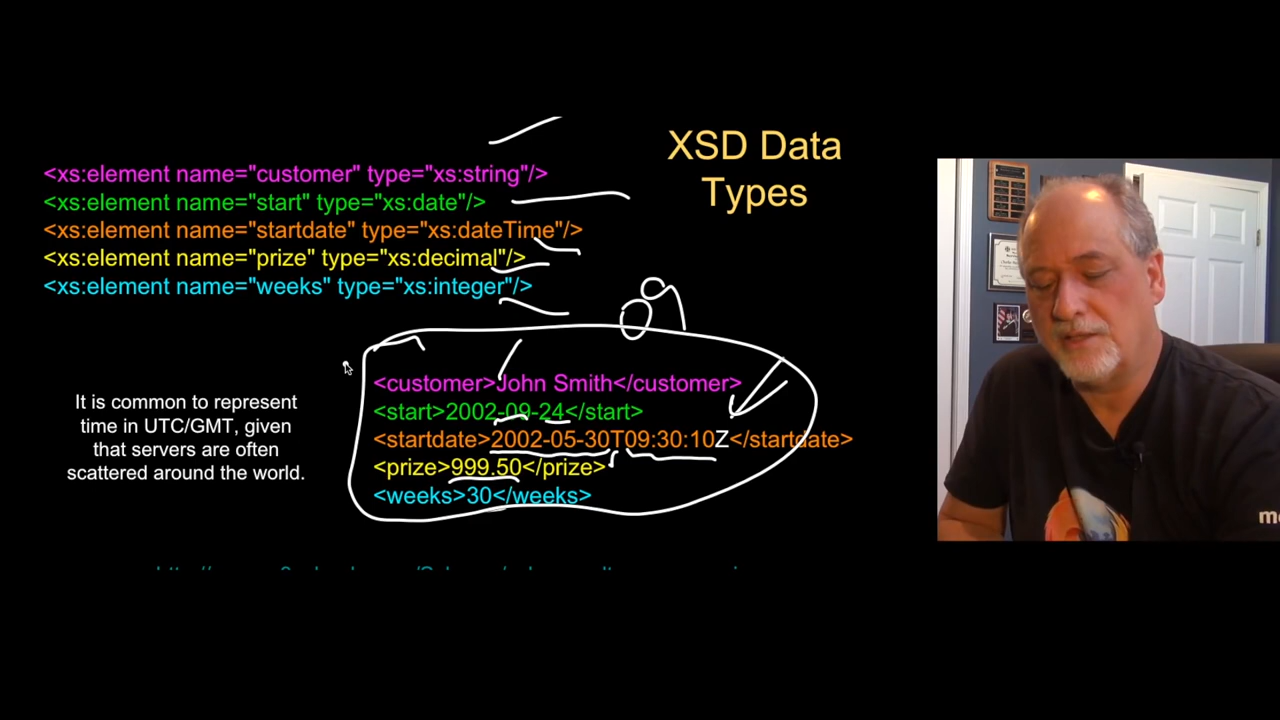 XSD Data
Types
<xs:element name="customer" type="xs:string"/>
<xs:element name="start" type="xs:date"/>
<xs:element name="startdate" type="xs:dateTime"/>
<xs:element name="prize" type="xs:decimal"/>
<xs:element name="weeks" type="xs:integer"/>
<customer>John Smith</customer>
<start>2002-09-24</start>
<startdate>2002-05-30T09:30:10Z</startdate>
<prize>999.50</prize>
<weeks>30</weeks>
It is common to represent
time in UTC/GMT, given
that servers are often
scattered around the world.